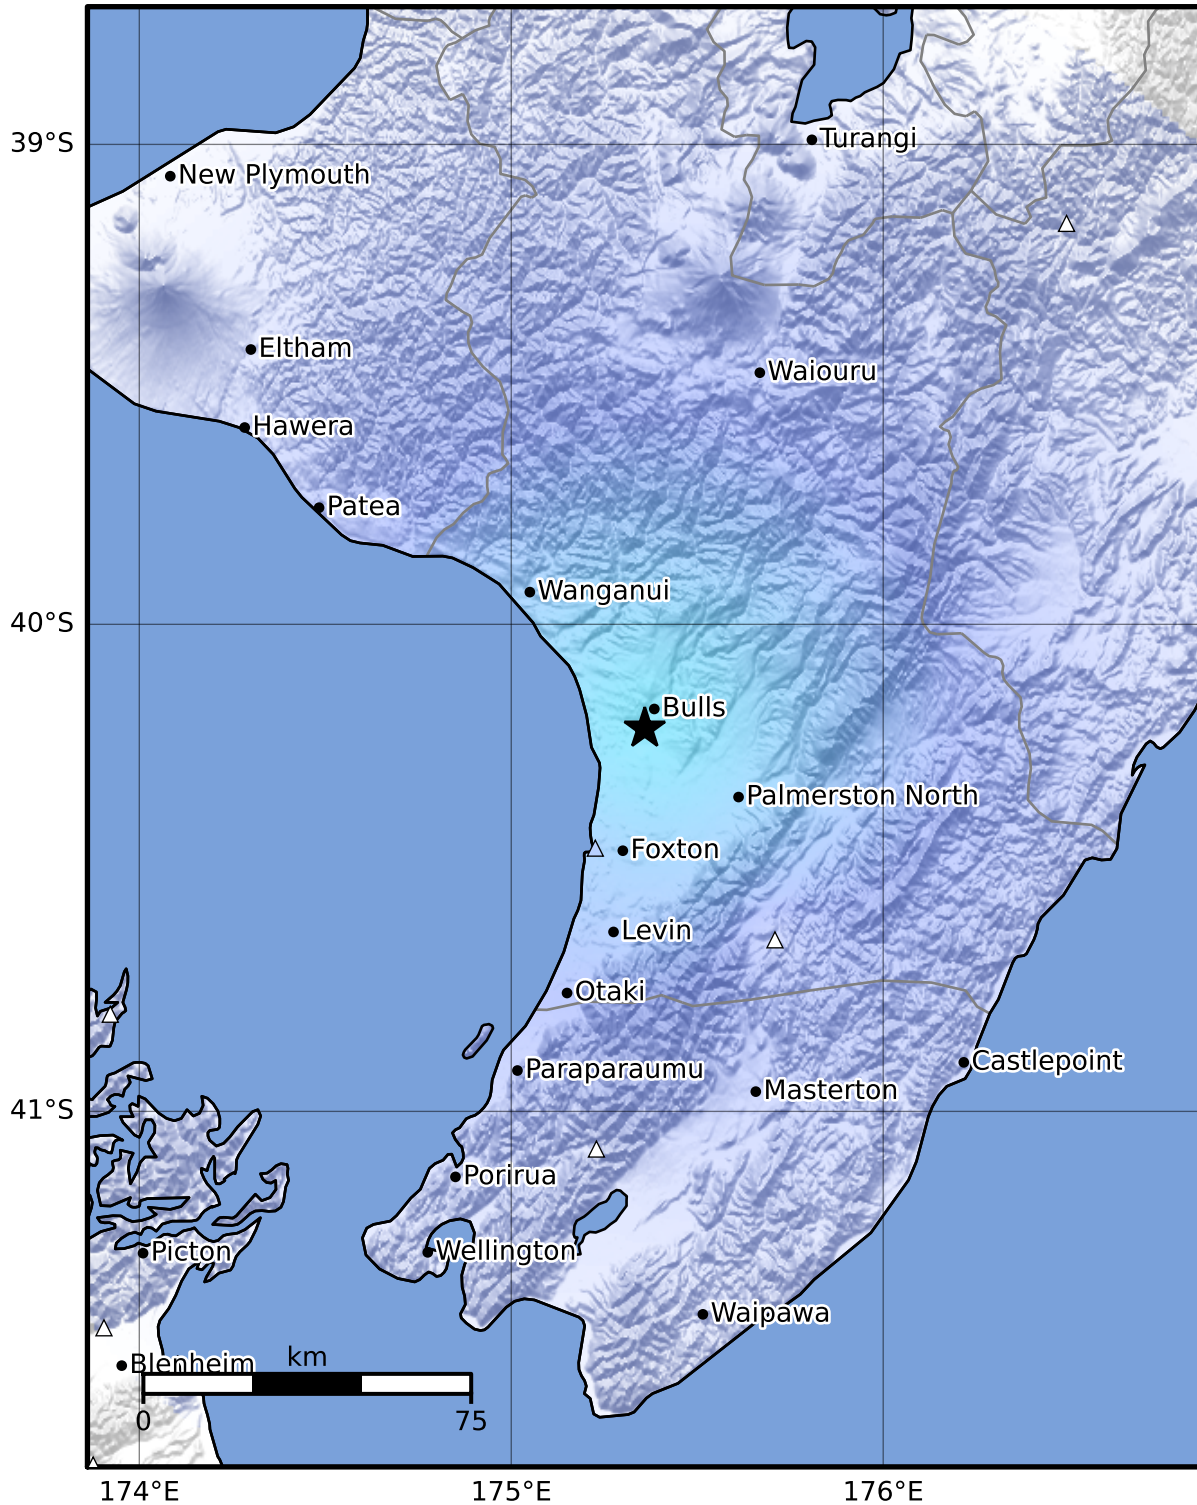 39°S
Turangi
New Plymouth
Eltham
Waiouru
Hawera
Patea
Wanganui
40°S
Bulls
Palmerston North
Foxton
Levin
Otaki
Paraparaumu
Castlepoint
Masterton
41°S
Porirua
Picton
Wellington
Waipawa
km
Blenheim
0 75
174°E 175°E 176°E